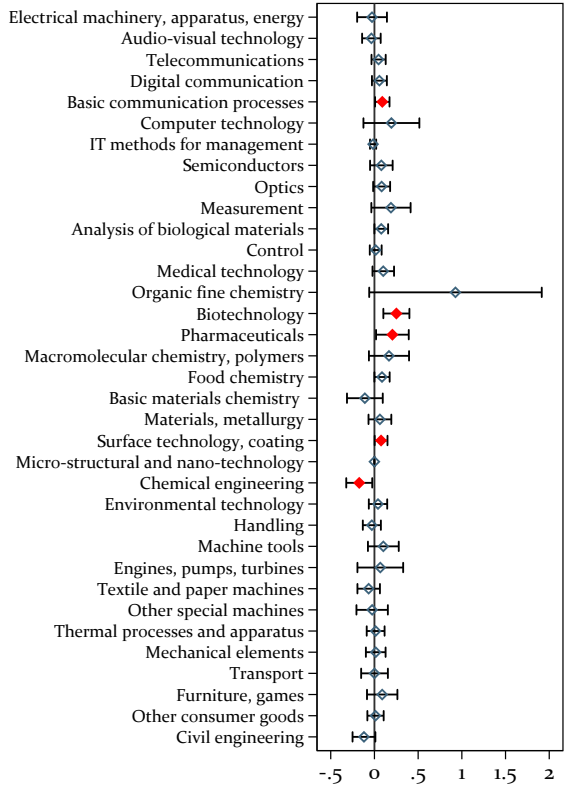 Electrical machinery, apparatus, energy
Audio-visual technology
Telecommunications
Digital communication
Basic communication processes
Computer technology
IT methods for management
Semiconductors
Optics
Measurement
Analysis of biological materials
Control
Medical technology
Organic fine chemistry
Biotechnology
Pharmaceuticals
Macromolecular chemistry, polymers
Food chemistry
Basic materials chemistry
Materials, metallurgy
Surface technology, coating
Micro-structural and nano-technology
Chemical engineering
Environmental technology
Handling
Machine tools
Engines, pumps, turbines
Textile and paper machines
Other special machines
Thermal processes and apparatus
Mechanical elements
Transport
Furniture, games
Other consumer goods
Civil engineering
-.5 0 .5 1 1.5 2